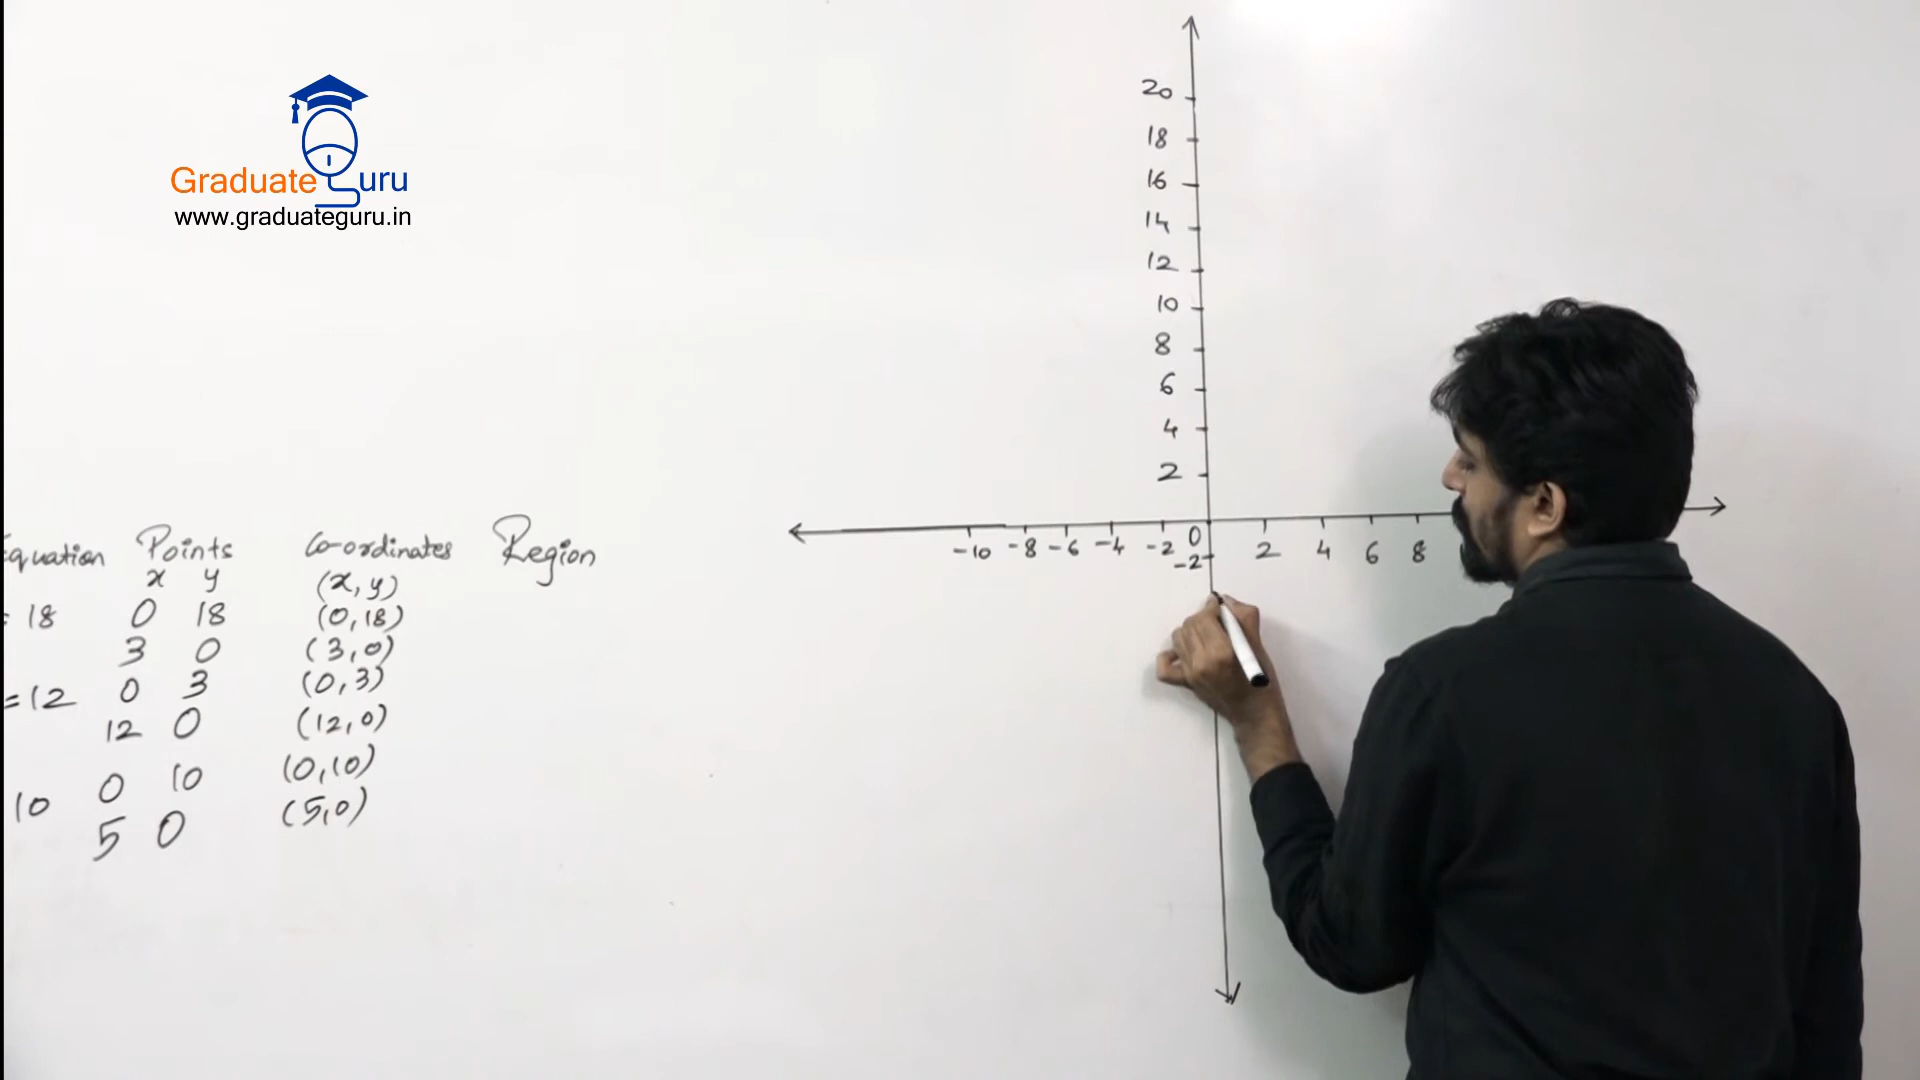 Graduate Guru
www.graduateguru.in
20
18
16
14
12
10
8
6
4
2
-10 -8 -6 -4 -2 0 2 4 6 8
-2
Equation Points Co-ordinates Region
x y (x,y)
= 18 0 18 (0,18)
3 0 (3,0)
=12 0 3 (0,3)
12 0 (12,0)
10 0 10 (0,10)
5 0 (5,0)